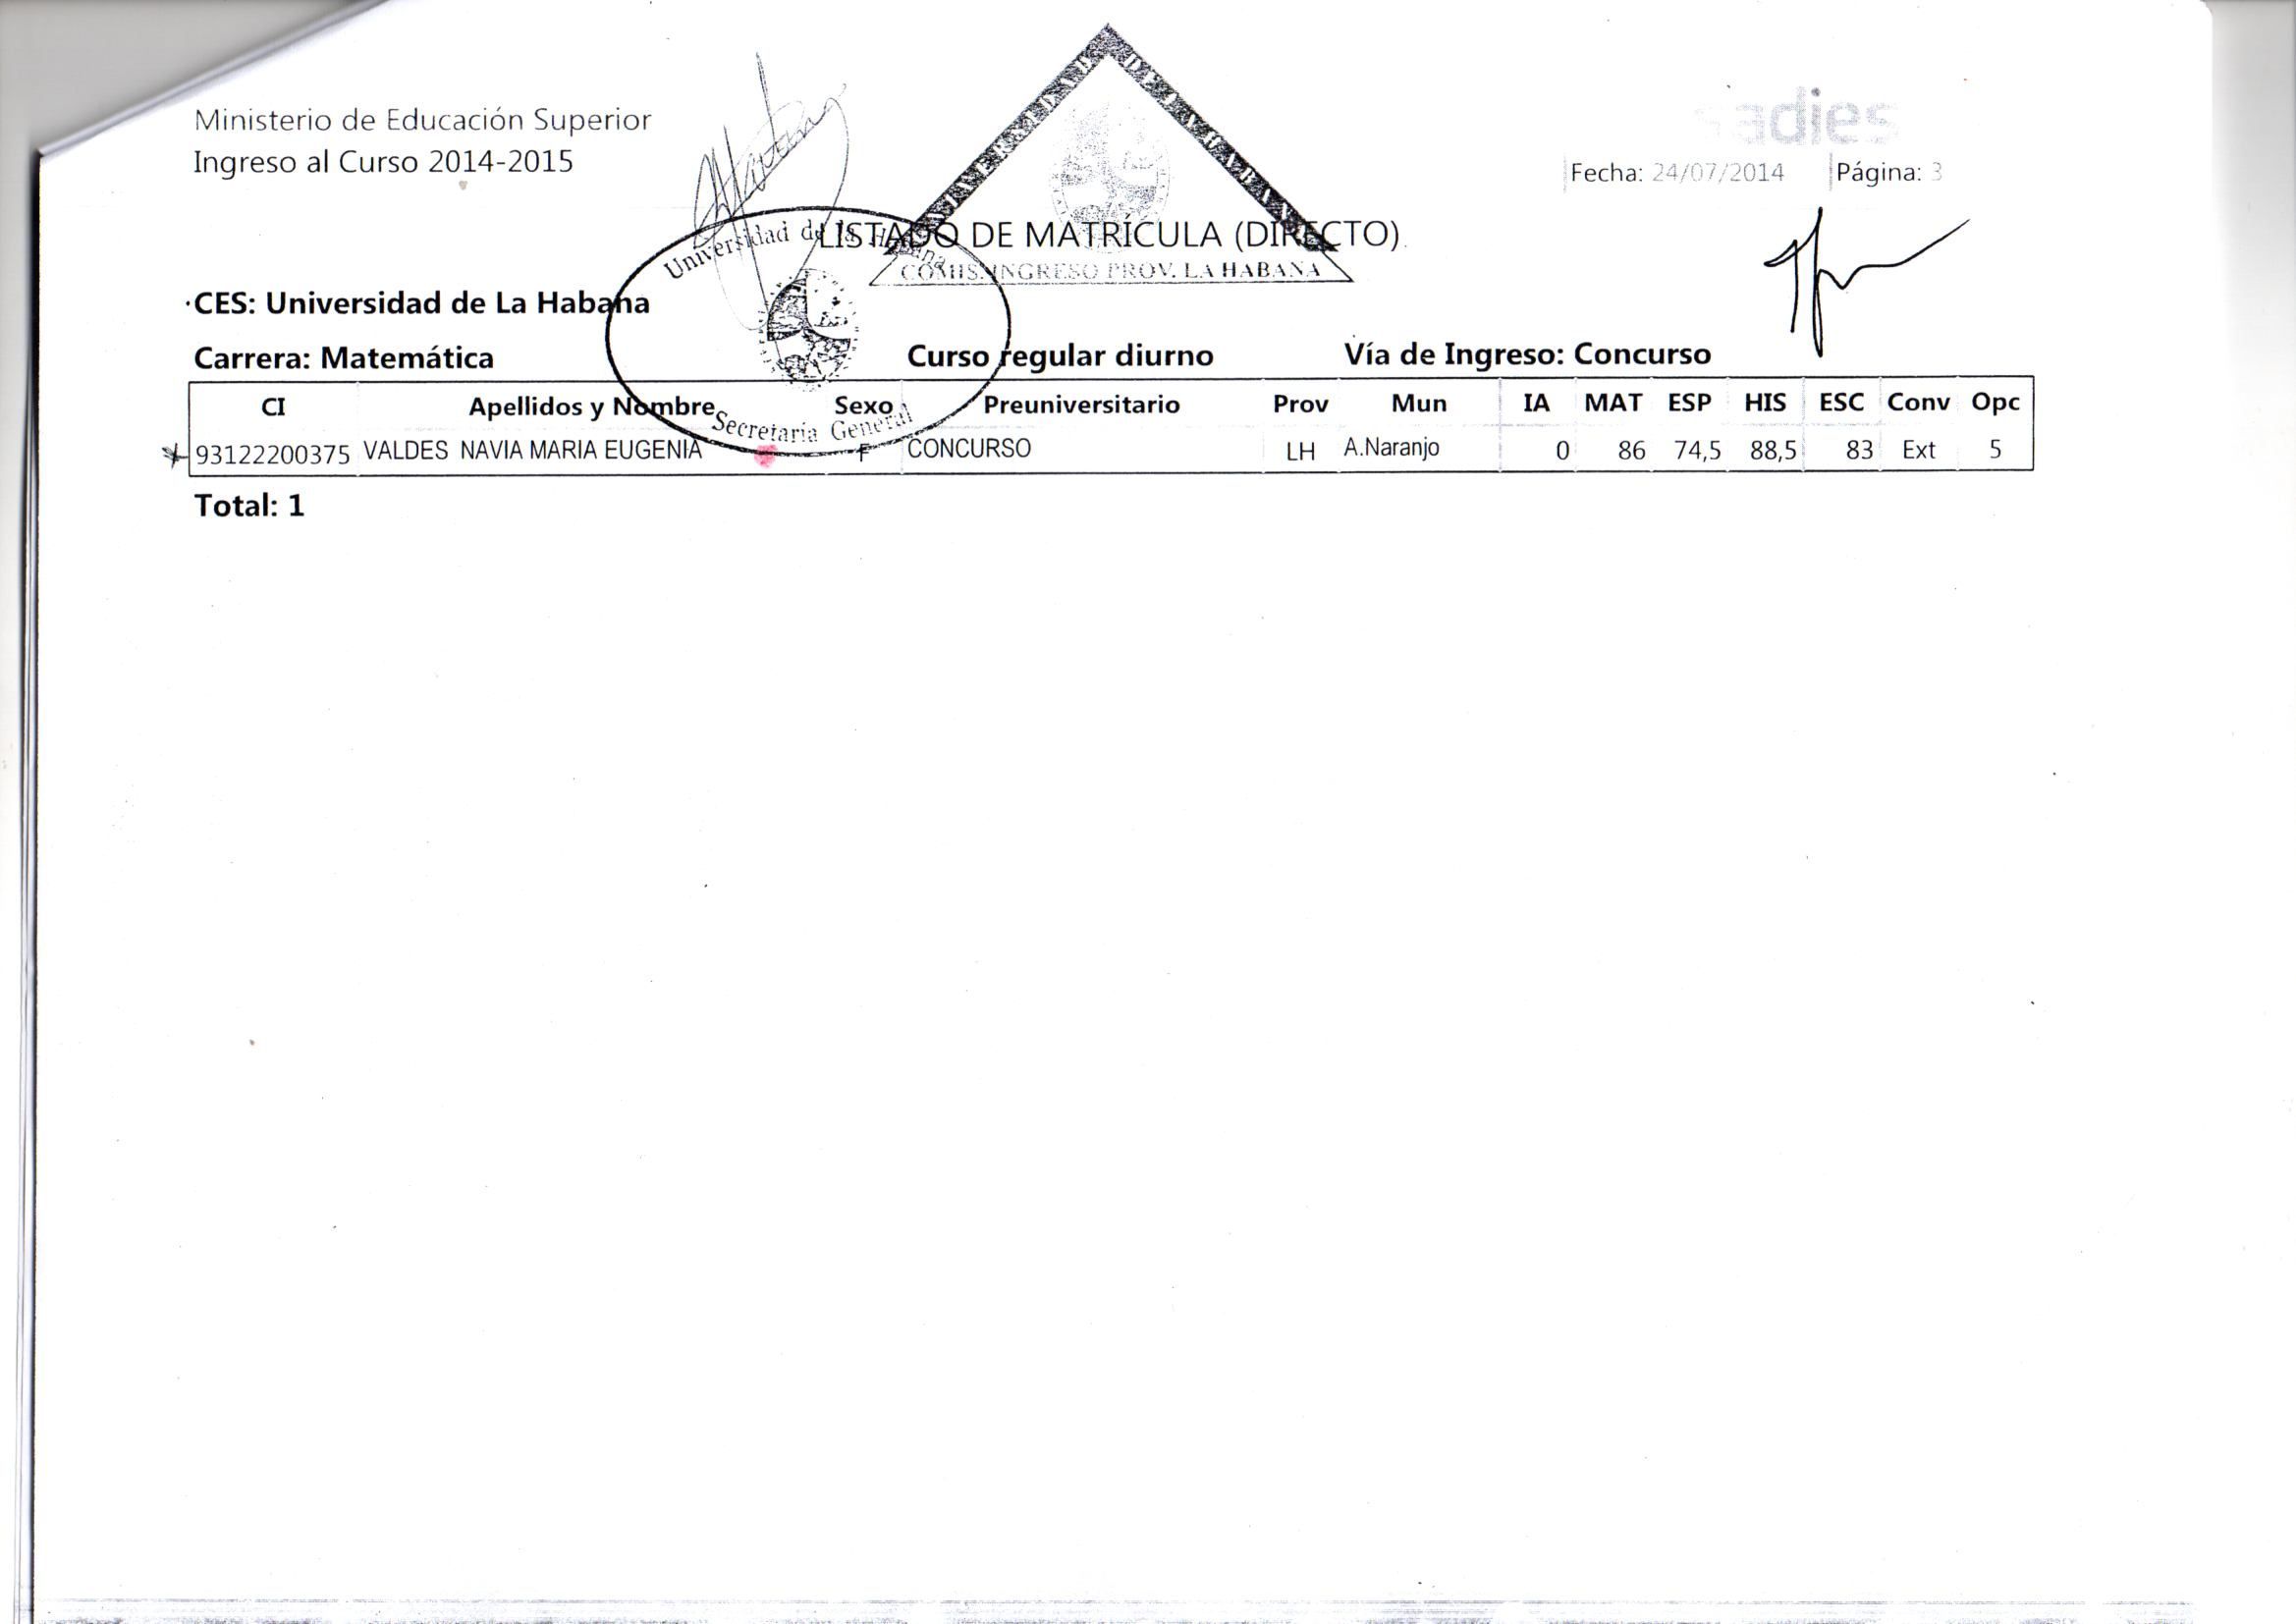 Ministerio de Educación Superior
Ingreso al Curso 2014-2015
UNIVERSIDAD DE LA HABANA
adies
Fecha: 24/07/2014 Página: 3
LISTADO DE MATRÍCULA (DIRECTO)
COMIS. INGRESO PROV. LA HABANA
Universidad de la Habana
Secretaria General
CES: Universidad de La Habana
Carrera: Matemática Curso regular diurno Vía de Ingreso: Concurso
CI Apellidos y Nombre Sexo Preuniversitario Prov Mun IA MAT ESP HIS ESC Conv Opc
93122200375 VALDES NAVIA MARIA EUGENIA F CONCURSO LH A.Naranjo 0 86 74,5 88,5 83 Ext 5
Total: 1